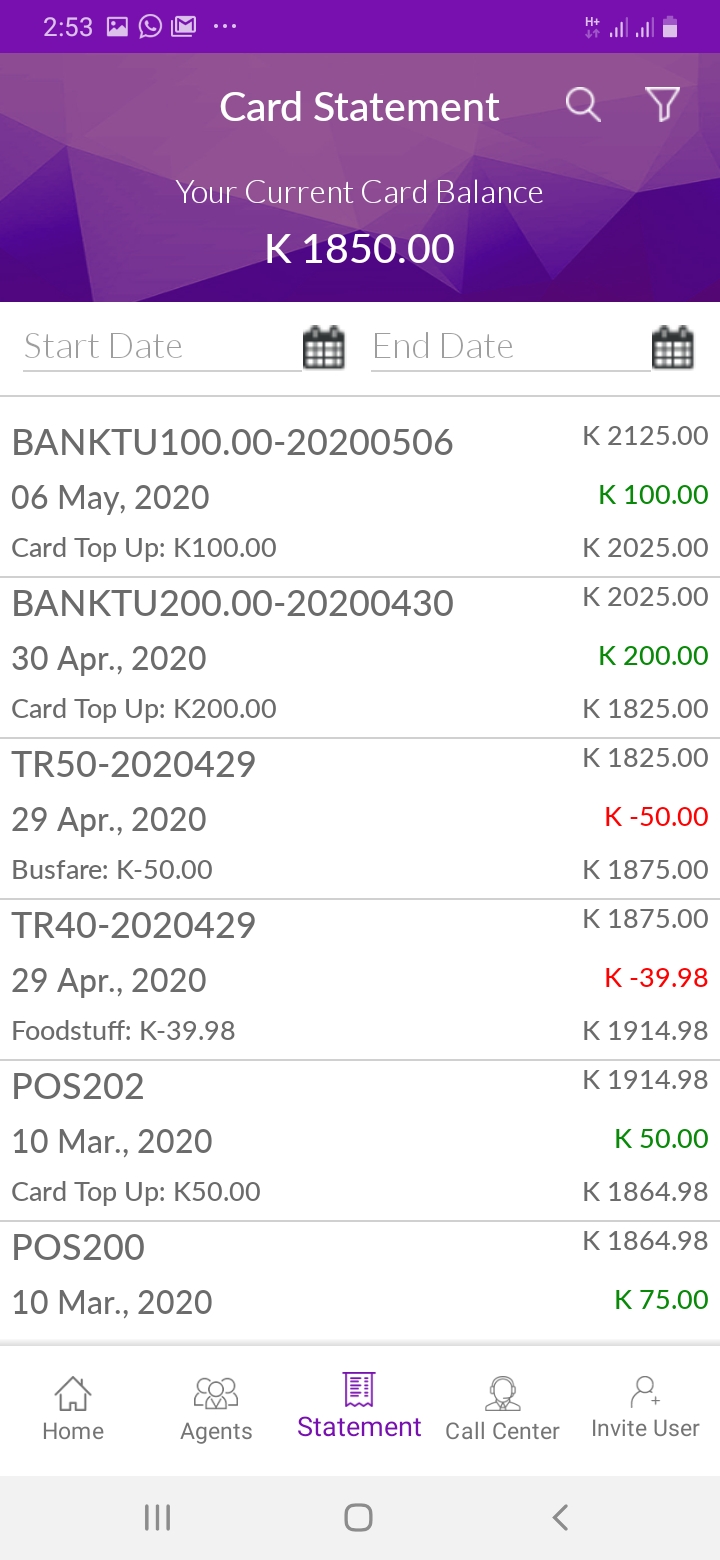 2:53
H+
Card Statement
Your Current Card Balance
K 1850.00
Start Date
End Date
BANKTU100.00-20200506
K 2125.00
06 May, 2020
K 100.00
Card Top Up: K100.00
K 2025.00
BANKTU200.00-20200430
K 2025.00
30 Apr., 2020
K 200.00
Card Top Up: K200.00
K 1825.00
TR50-2020429
K 1825.00
29 Apr., 2020
K -50.00
Busfare: K-50.00
K 1875.00
TR40-2020429
K 1875.00
29 Apr., 2020
K -39.98
Foodstuff: K-39.98
K 1914.98
POS202
K 1914.98
10 Mar., 2020
K 50.00
Card Top Up: K50.00
K 1864.98
POS200
K 1864.98
10 Mar., 2020
K 75.00
Home
Agents
Statement
Call Center
Invite User